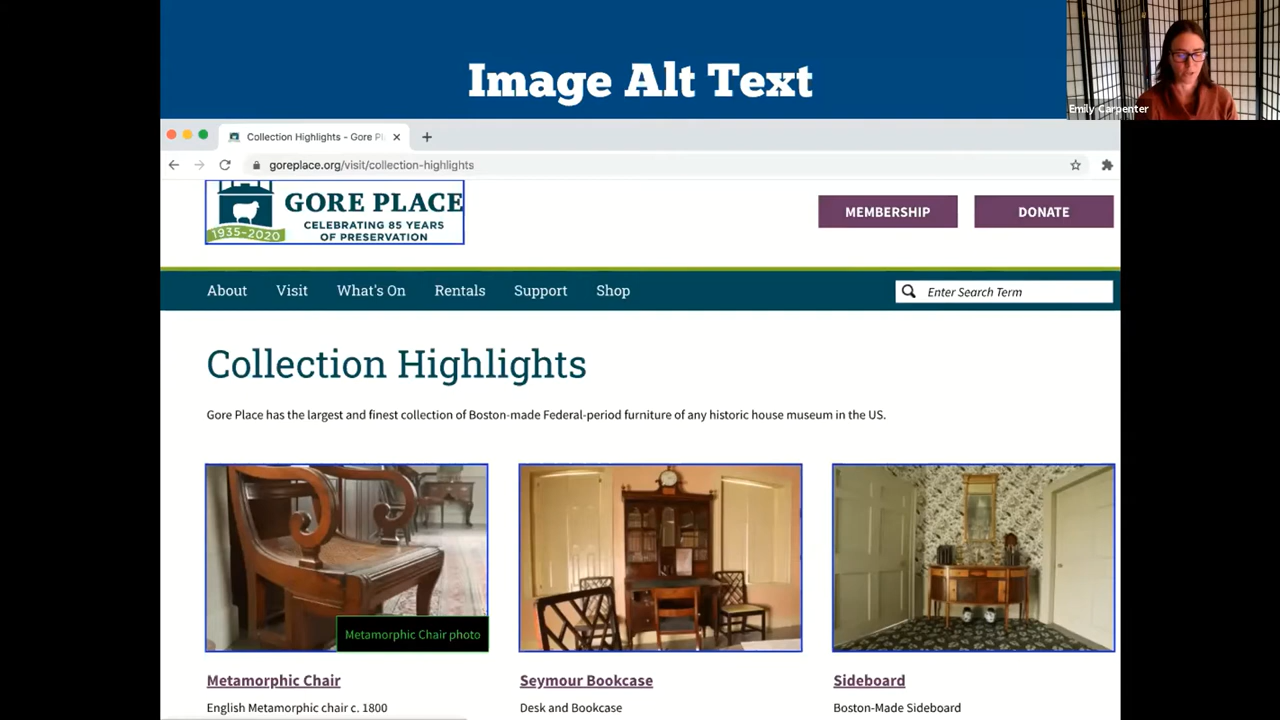 Image Alt Text
Emily Carpenter
Collection Highlights - Gore Pl
goreplace.org/visit/collection-highlights
GORE PLACE
CELEBRATING 85 YEARS
OF PRESERVATION
1935-2020
MEMBERSHIP
DONATE
About
Visit
What's On
Rentals
Support
Shop
Enter Search Term
Collection Highlights
Gore Place has the largest and finest collection of Boston-made Federal-period furniture of any historic house museum in the US.
Metamorphic Chair photo
Metamorphic Chair
English Metamorphic chair c. 1800
Seymour Bookcase
Desk and Bookcase
Sideboard
Boston-Made Sideboard